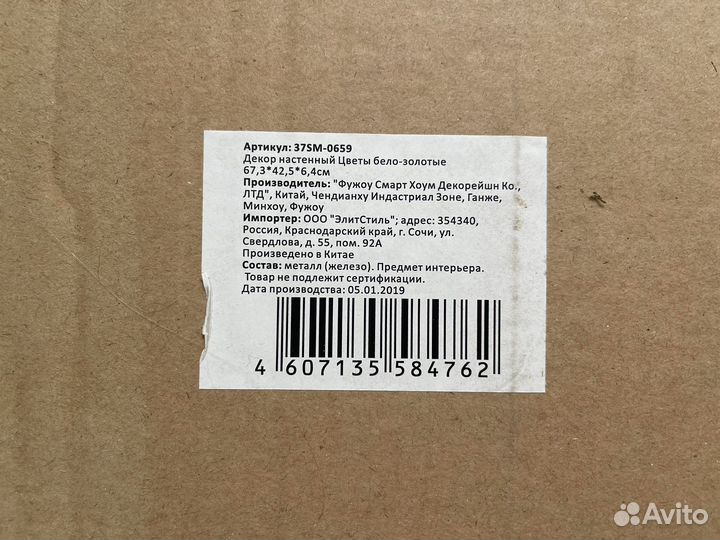 Артикул: 37SM-0659
Декор настенный Цветы бело-золотые
67,3*42,5*6,4см
Производитель: "Фужоу Смарт Хоум Декорейшн Ко.,
ЛТД", Китай, Чендианху Индастриал Зоне, Ганже,
Минхоу, Фужоу
Импортер: ООО "ЭлитСтиль"; адрес: 354340,
Россия, Краснодарский край, г. Сочи, ул.
Свердлова, д. 55, пом. 92А
Произведено в Китае
Состав: металл (железо). Предмет интерьера.
Товар не подлежит сертификации.
Дата производства: 05.01.2019
4 607135 584762
Avito